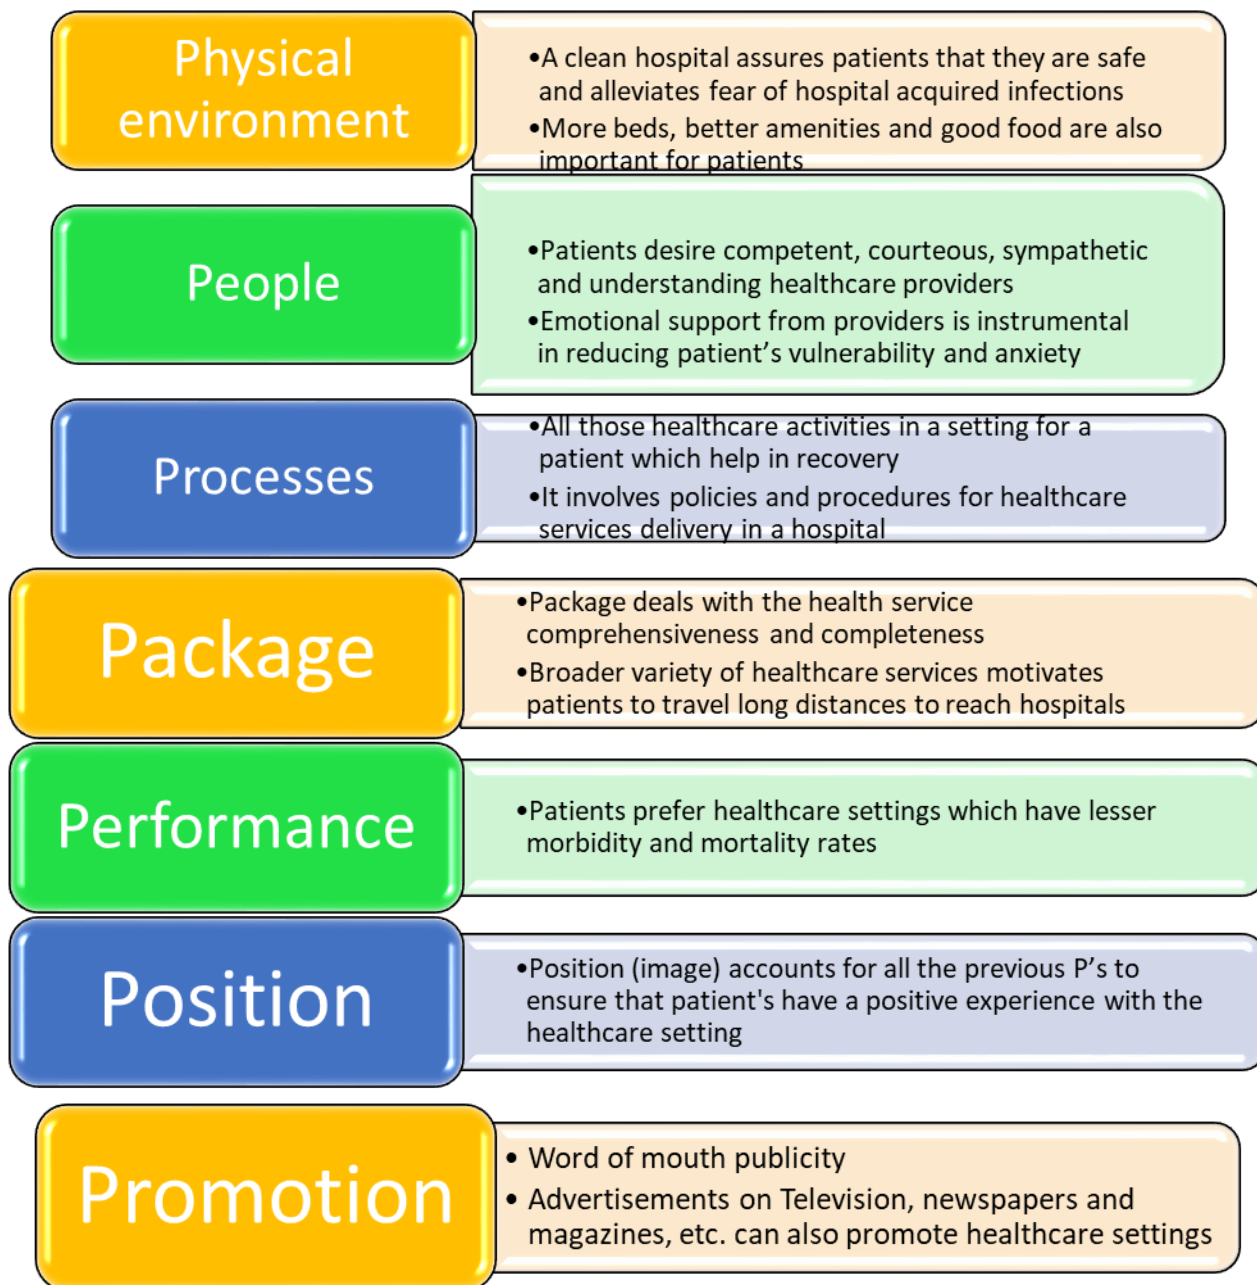 Physical
environment
•A clean hospital assures patients that they are safe
and alleviates fear of hospital acquired infections
•More beds, better amenities and good food are also
important for patients
People
•Patients desire competent, courteous, sympathetic
and understanding healthcare providers
•Emotional support from providers is instrumental
in reducing patient’s vulnerability and anxiety
Processes
•All those healthcare activities in a setting for a
patient which help in recovery
•It involves policies and procedures for healthcare
services delivery in a hospital
Package
•Package deals with the health service
comprehensiveness and completeness
•Broader variety of healthcare services motivates
patients to travel long distances to reach hospitals
Performance
•Patients prefer healthcare settings which have lesser
morbidity and mortality rates
Position
•Position (image) accounts for all the previous P’s to
ensure that patient's have a positive experience with the
healthcare setting
Promotion
• Word of mouth publicity
• Advertisements on Television, newspapers and
magazines, etc. can also promote healthcare settings